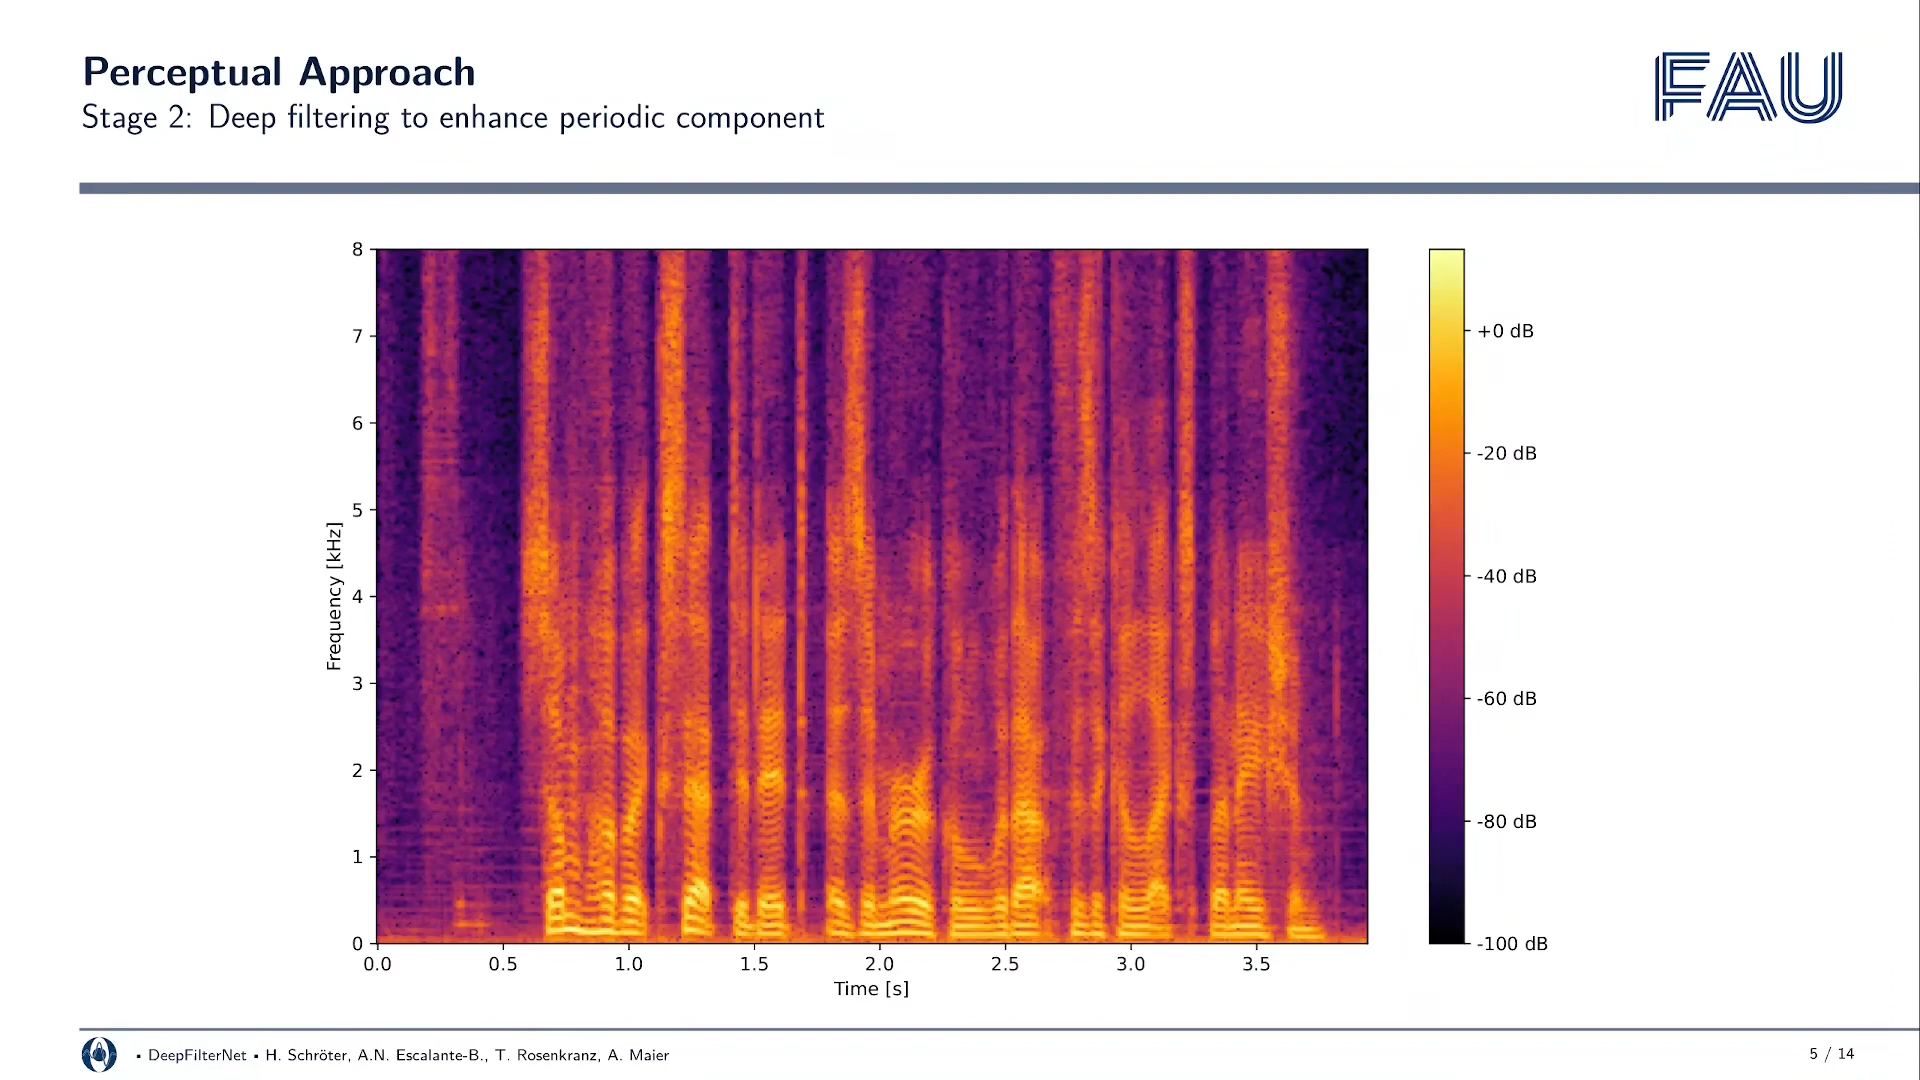 Perceptual Approach
Stage 2: Deep filtering to enhance periodic component
FAU
8
7
6
5
4
3
2
1
0
Frequency [kHz]
0.0 0.5 1.0 1.5 2.0 2.5 3.0 3.5
Time [s]
+0 dB
-20 dB
-40 dB
-60 dB
-80 dB
-100 dB
▪ DeepFilterNet ▪ H. Schröter, A.N. Escalante-B., T. Rosenkranz, A. Maier
5 / 14